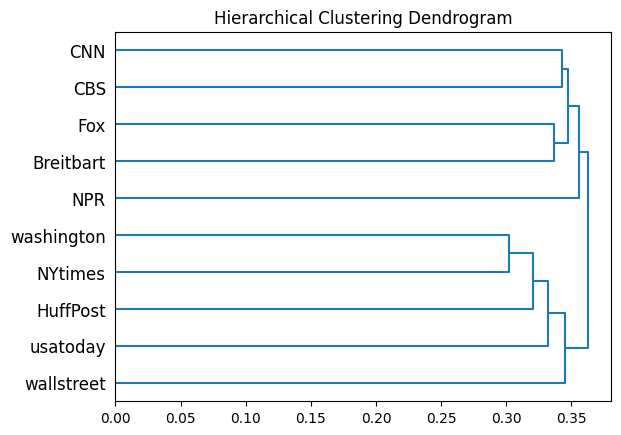 Hierarchical Clustering Dendrogram
CNN
CBS
Fox
Breitbart
NPR
washington
NYtimes
HuffPost
usatoday
wallstreet
0.00 0.05 0.10 0.15 0.20 0.25 0.30 0.35